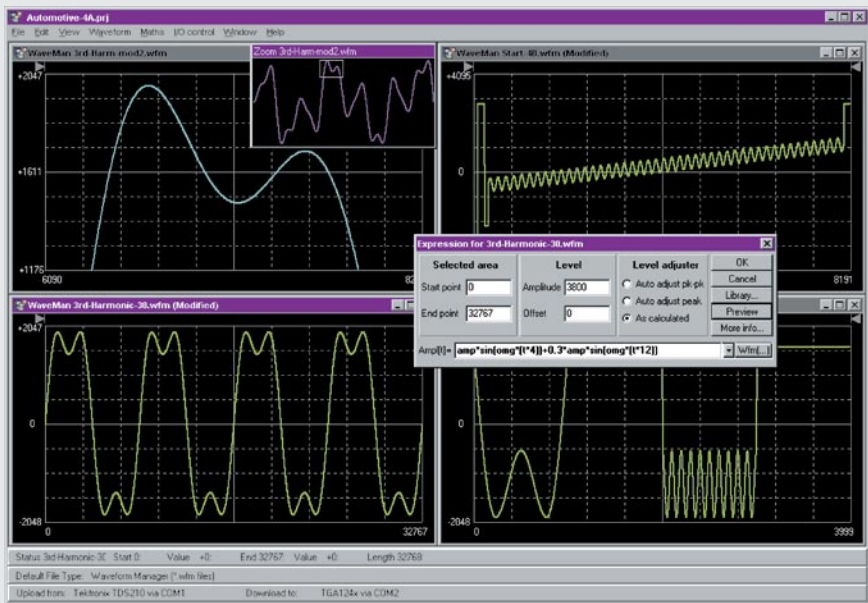 Automotive-4A.prj
File Edit View Waveform Maths I/O control Window Help
WaveMan 3rd-Harm-mod2.wfm
+2047
+1611
+1176
6090
Zoom 3rd-Harm-mod2.wfm
WaveMan Start-40.wfm (Modified)
+4095
0
8191
Expression for 3rd-Harmonic-30.wfm
Selected area
Start point 0
End point 32767
Level
Amplitude 3800
Offset 0
Level adjuster
Auto adjust pk-pk
Auto adjust peak
As calculated
OK
Cancel
Library...
Preview
More info...
Amp(t)= amp*sin(omg*(t*4))+0.3*amp*sin(omg*(t*12)) Wfm(...)
WaveMan 3rd-Harmonic-30.wfm (Modified)
+2047
0
-2048
0 32767
0
-2048
0 3999
Status 3rd-Harmonic-30 Start 0: Value +0: End 32767: Value +0: Length 32768
Default File Type: Waveform Manager (*.wfm files)
Upload from: Tektronix TDS210 via COM1 Download to: TGA124x via COM2